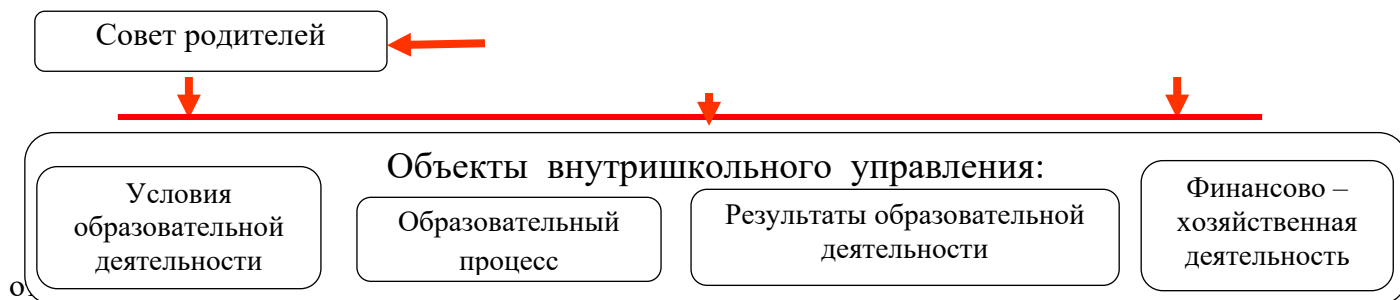 Совет родителей
Объекты внутришкольного управления:
Условия
образовательной
деятельности
Образовательный
процесс
Результаты образовательной
деятельности
Финансово –
хозяйственная
деятельность